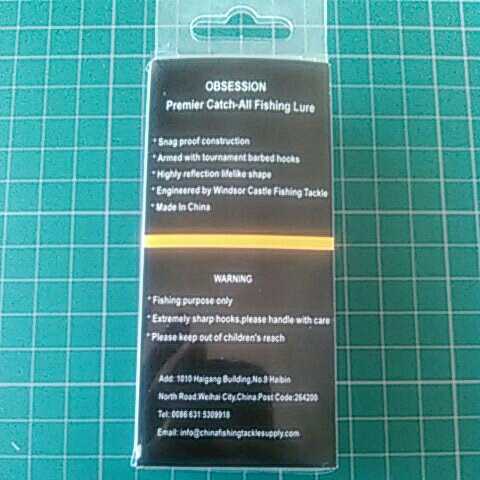 OBSESSION
Premier Catch-All Fishing Lure
* Snag proof construction
* Armed with tournament barbed hooks
* Highly reflection lifelike shape
* Engineered by Windsor Castle Fishing Tackle
* Made In China
WARNING
* Fishing purpose only
* Extremely sharp hooks,please handle with care
* Please keep out of children's reach
Add: 1010 Haigang Building,No.9 Haibin
North Road.Weihai City,China.Post Code:264200
Tel: 0086 631 5309918
Email: info@chinafishingtacklesupply.com